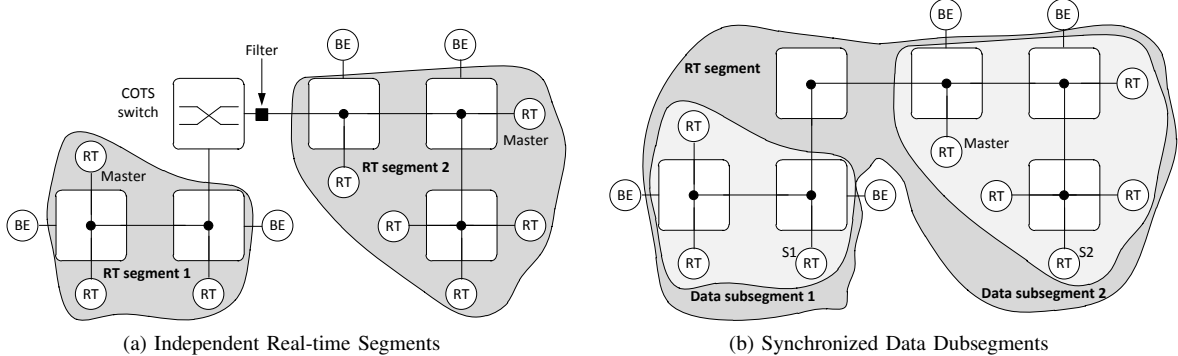 BE
BE
Filter
COTS
switch
RT
Master
RT segment 2
RT
RT
Master
BE
BE
RT
RT
RT segment 1
RT
RT
RT
(a) Independent Real-time Segments
BE
BE
RT segment
RT
RT
RT
Master
BE
BE
RT
RT
RT
S1
RT
RT
S2
Data subsegment 1
Data subsegment 2
(b) Synchronized Data Dubsegments